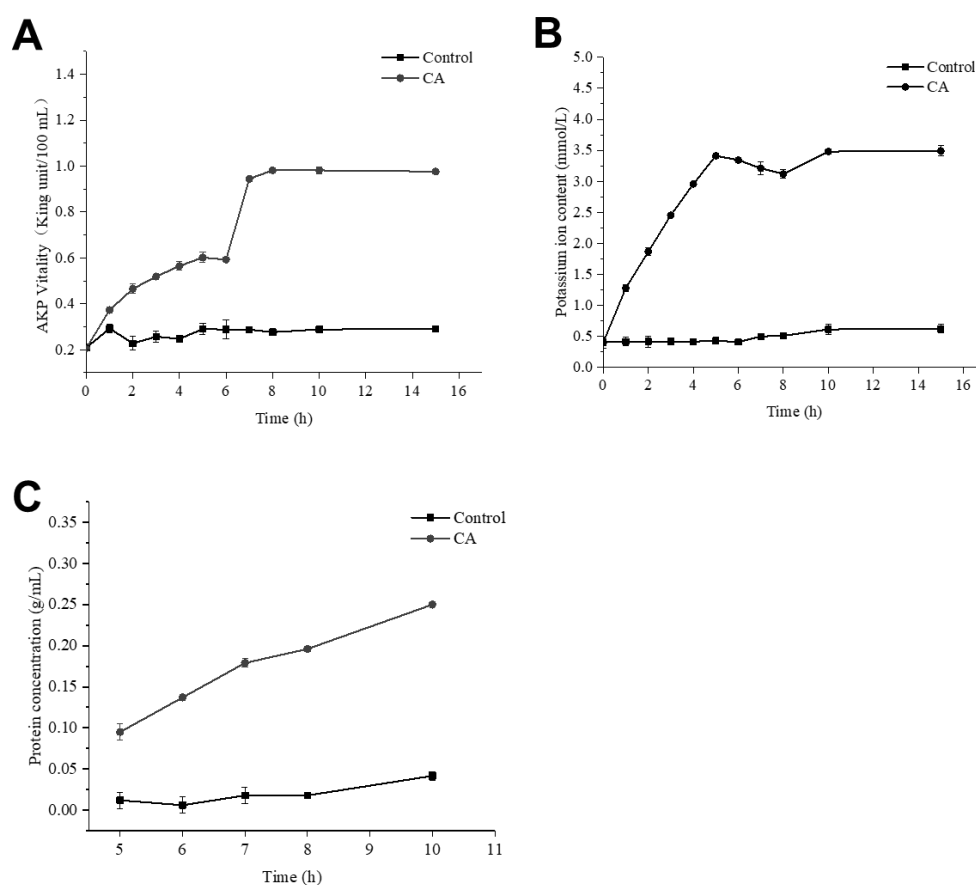 A
Control
CA
AKP Vitality（King unit/100 mL）
1.4
1.2
1.0
0.8
0.6
0.4
0.2
0 2 4 6 8 10 12 14 16
Time (h)
B
Control
CA
Potassium ion content (mmol/L)
5.0
4.5
4.0
3.5
3.0
2.5
2.0
1.5
1.0
0.5
0.0
0 2 4 6 8 10 12 14 16
Time (h)
C
Control
CA
Protein concentration (g/mL)
0.35
0.30
0.25
0.20
0.15
0.10
0.05
0.00
5 6 7 8 9 10 11
Time (h)